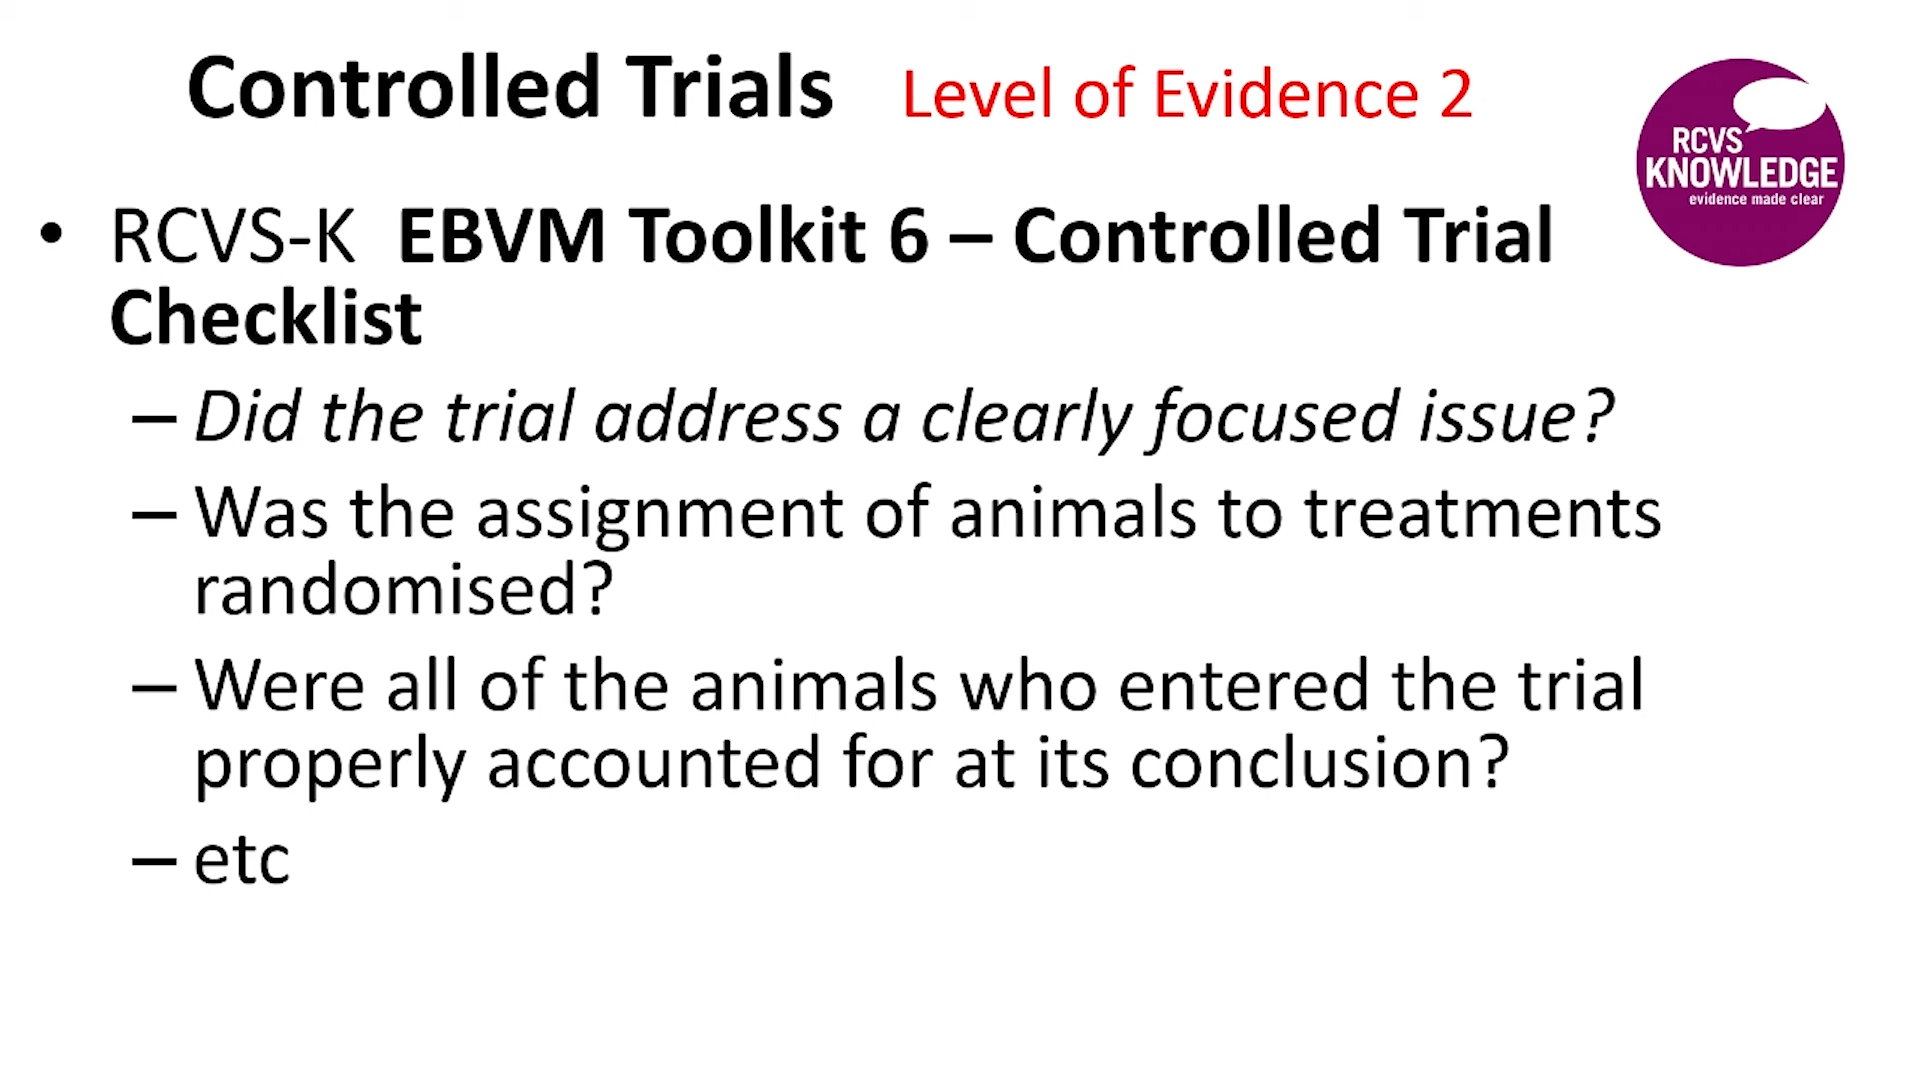 Controlled Trials Level of Evidence 2
RCVS
KNOWLEDGE
evidence made clear
• RCVS-K EBVM Toolkit 6 – Controlled Trial
Checklist
– Did the trial address a clearly focused issue?
– Was the assignment of animals to treatments
randomised?
– Were all of the animals who entered the trial
properly accounted for at its conclusion?
– etc